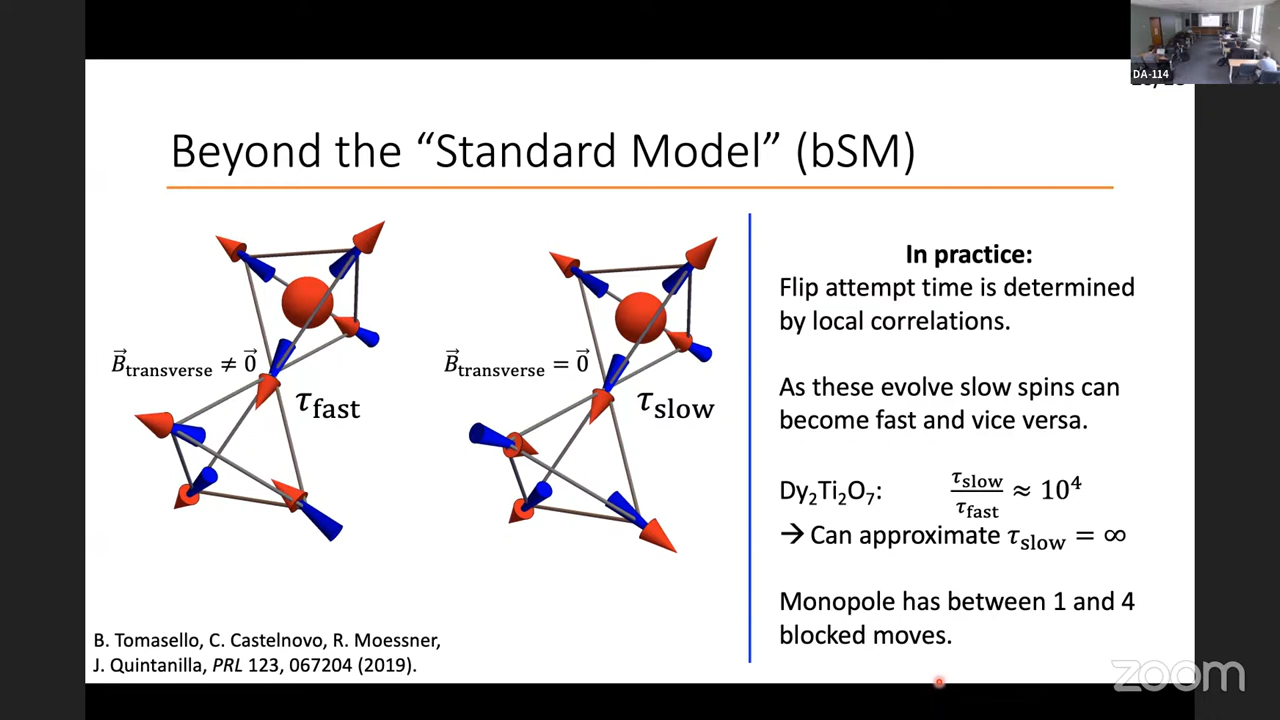 DA-114
Beyond the “Standard Model” (bSM)
B⃗transverse ≠ 0⃗
τfast
B⃗transverse = 0⃗
τslow
In practice:
Flip attempt time is determined
by local correlations.
As these evolve slow spins can
become fast and vice versa.
Dy₂Ti₂O₇: τslow/τfast ≈ 10⁴
→ Can approximate τslow = ∞
Monopole has between 1 and 4
blocked moves.
B. Tomasello, C. Castelnovo, R. Moessner,
J. Quintanilla, PRL 123, 067204 (2019).
zoom